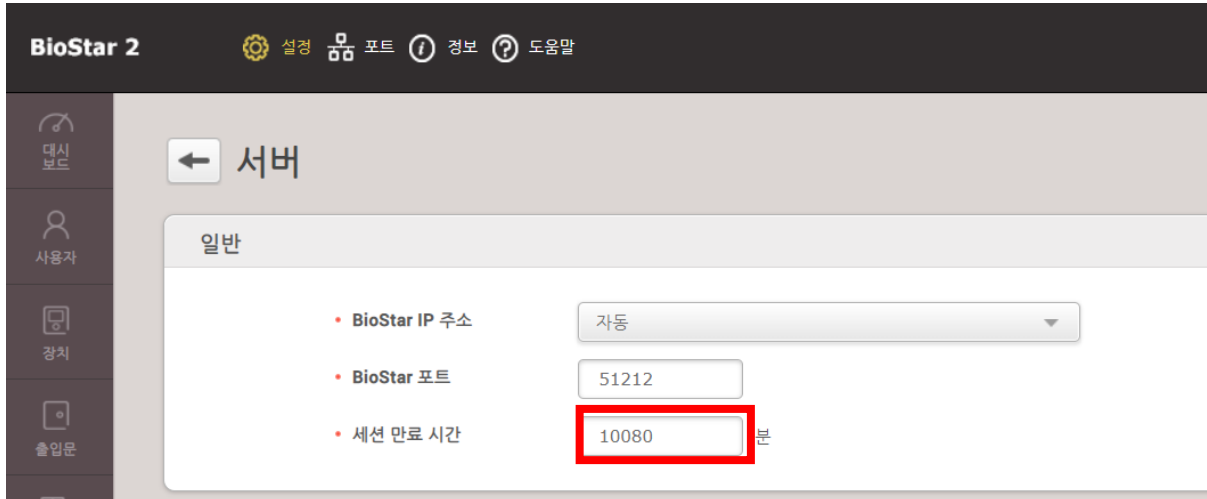 BioStar 2 설정 포트 정보 도움말
대시
보드
서버
사용자
일반
BioStar IP 주소 자동
장치
BioStar 포트 51212
세션 만료 시간 10080 분
출입문